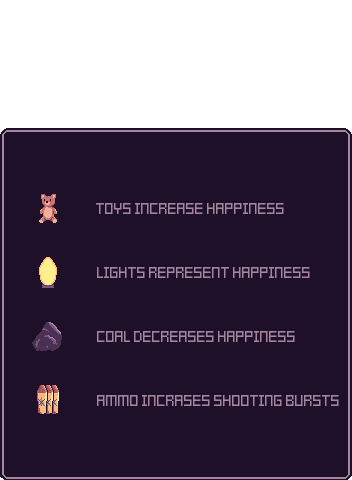 TOYS INCREASE HAPPINESS
LIGHTS REPRESENT HAPPINESS
COAL DECREASES HAPPINESS
AMMO INCRASES SHOOTING BURSTS